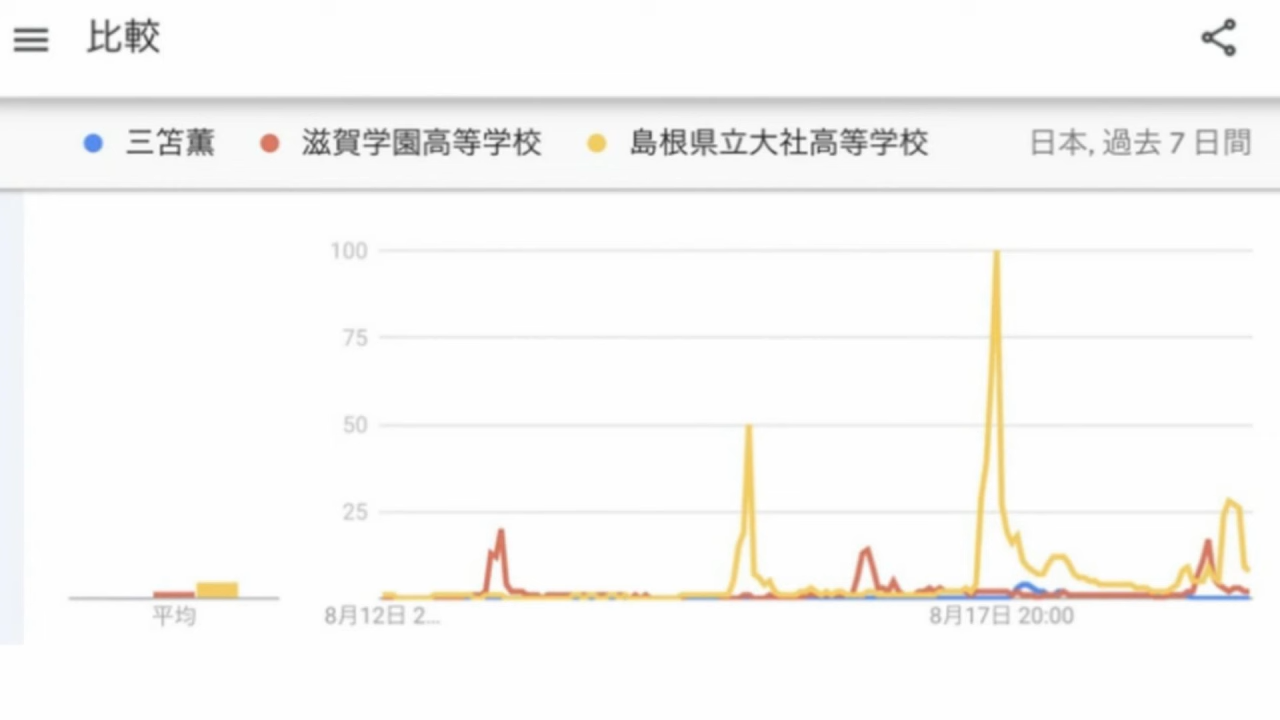 比較
三笘薫 滋賀学園高等学校 島根県立大社高等学校 日本, 過去 7 日間
100
75
50
25
平均 8月12日 2... 8月17日 20:00